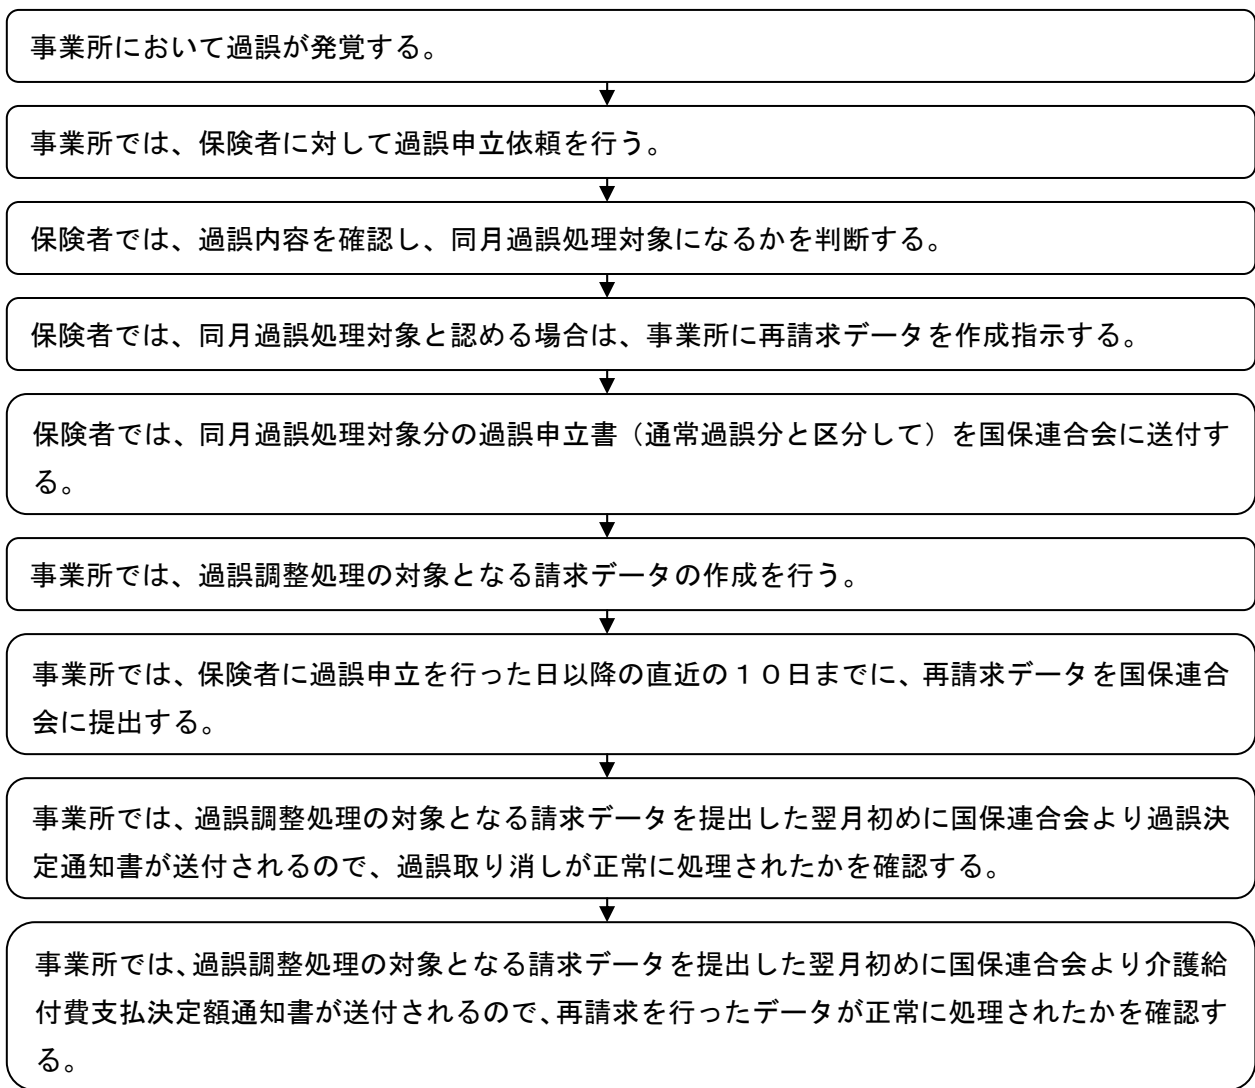 事業所において過誤が発覚する。
事業所では、保険者に対して過誤申立依頼を行う。
保険者では、過誤内容を確認し、同月過誤処理対象になるかを判断する。
保険者では、同月過誤処理対象と認める場合は、事業所に再請求データを作成指示する。
保険者では、同月過誤処理対象分の過誤申立書（通常過誤分と区分して）を国保連合会に送付す
る。
事業所では、過誤調整処理の対象となる請求データの作成を行う。
事業所では、保険者に過誤申立を行った日以降の直近の１０日までに、再請求データを国保連合
会に提出する。
事業所では、過誤調整処理の対象となる請求データを提出した翌月初めに国保連合会より過誤決
定通知書が送付されるので、過誤取り消しが正常に処理されたかを確認する。
事業所では、過誤調整処理の対象となる請求データを提出した翌月初めに国保連合会より介護給
付費支払決定額通知書が送付されるので、再請求を行ったデータが正常に処理されたかを確認す
る。